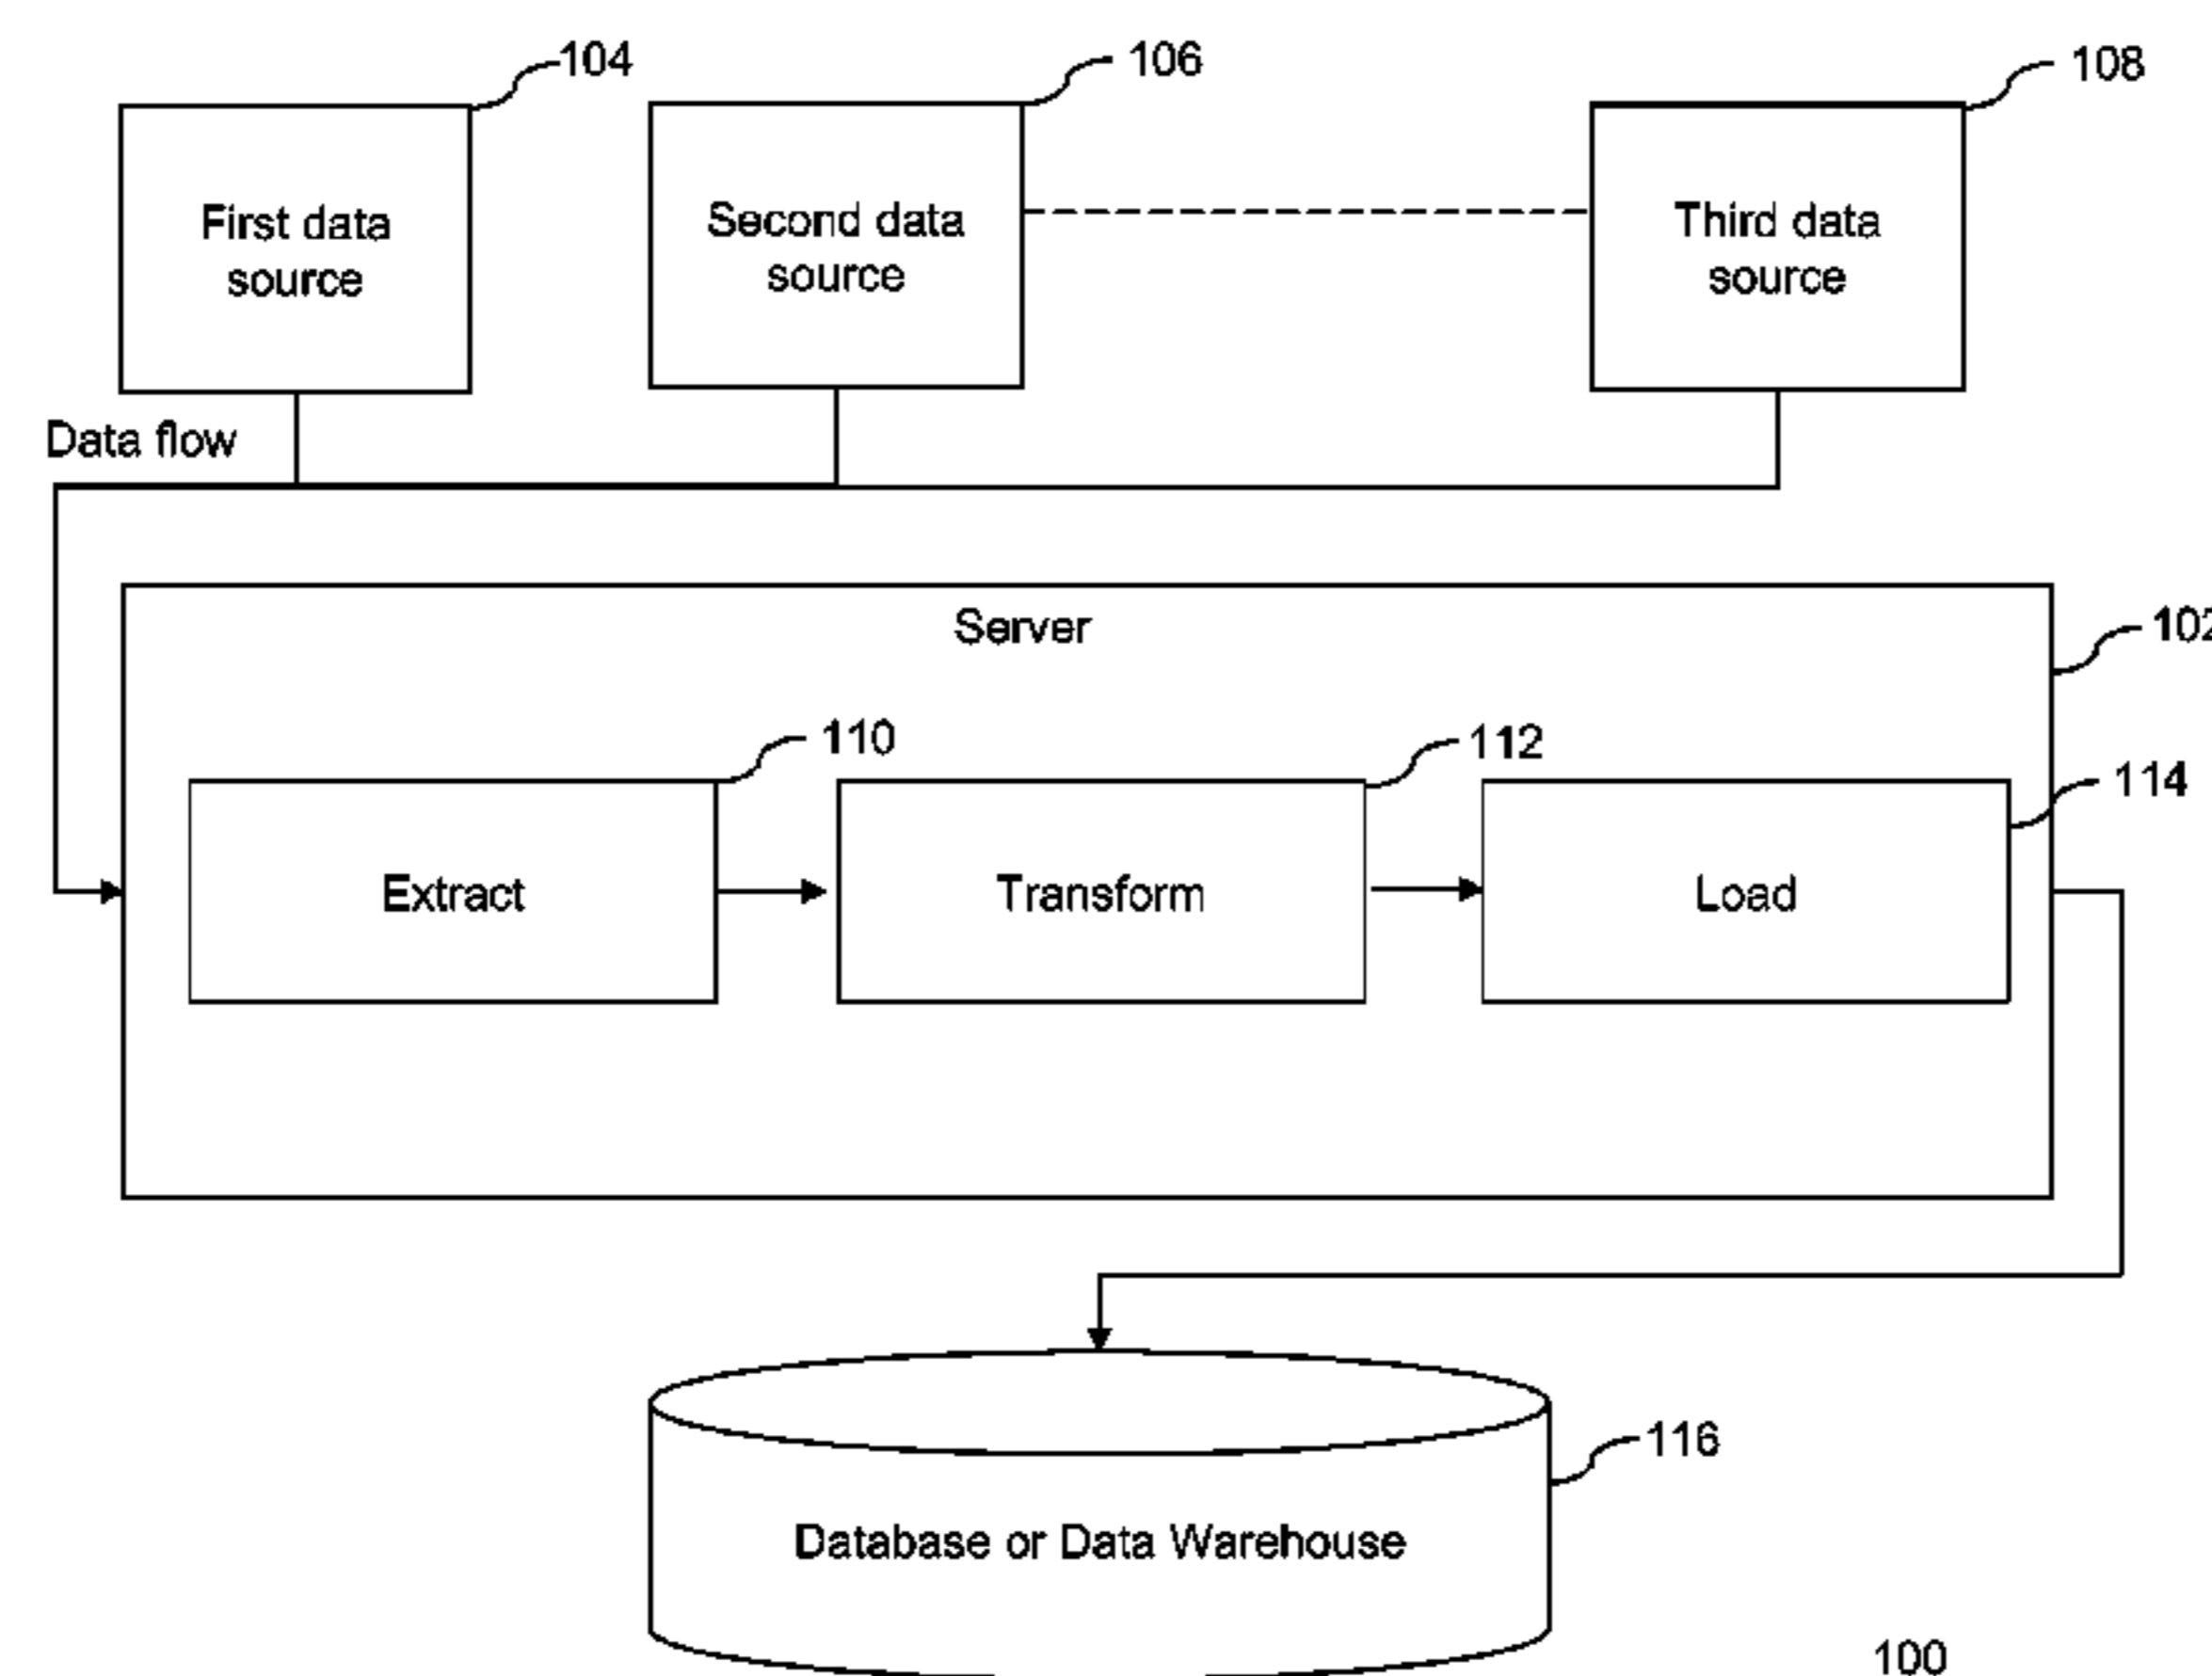 104
106
108
First data
source
Second data
source
Third data
source
Data flow
Server
102
110
112
114
Extract
Transform
Load
116
Database or Data Warehouse
100